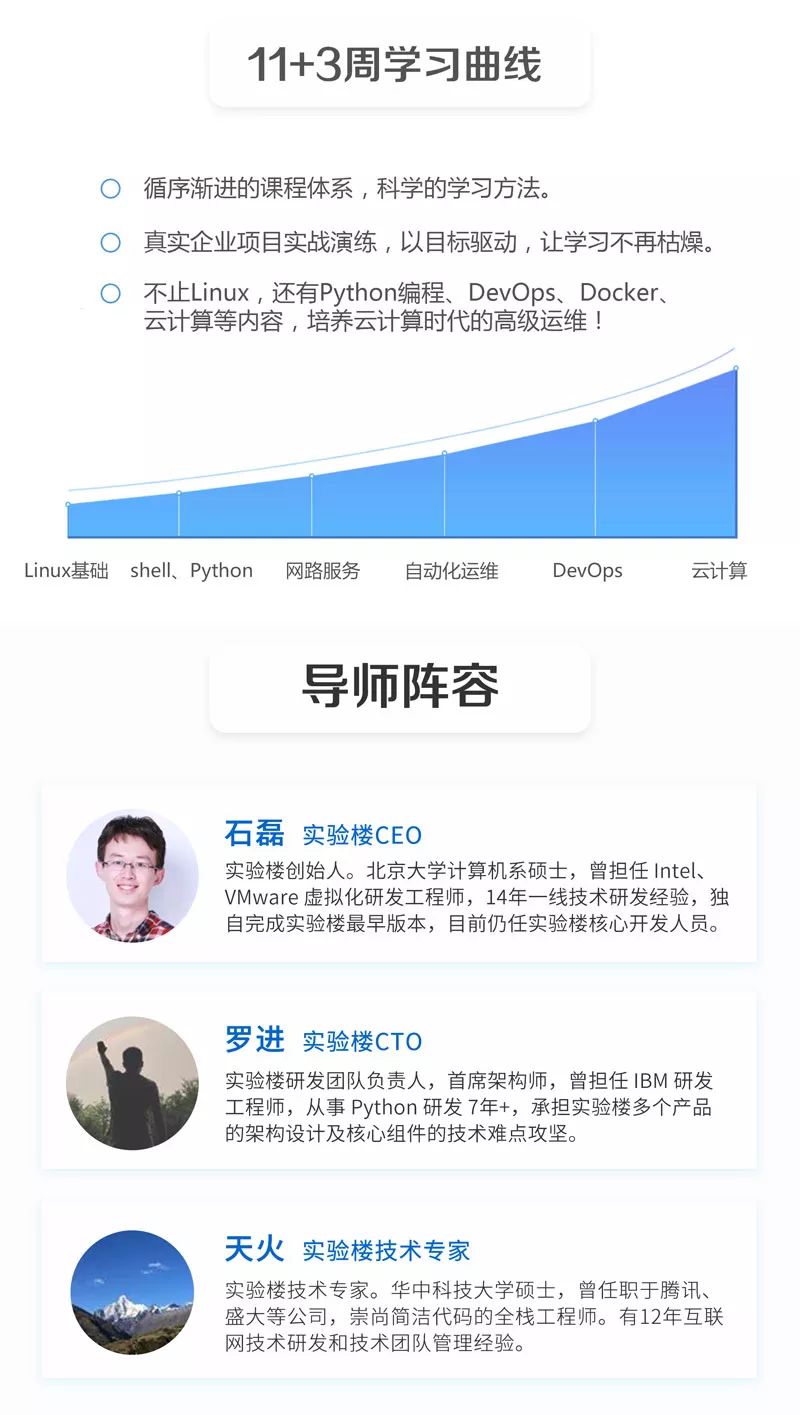 11+3周学习曲线
循序渐进的课程体系，科学的学习方法。
真实企业项目实战演练，以目标驱动，让学习不再枯燥。
不止Linux，还有Python编程、DevOps、Docker、
云计算等内容，培养云计算时代的高级运维！
Linux基础 shell、Python 网路服务 自动化运维 DevOps 云计算
导师阵容
石磊 实验楼CEO
实验楼创始人。北京大学计算机系硕士，曾担任 Intel、
VMware 虚拟化研发工程师，14年一线技术研发经验，独
自完成实验楼最早版本，目前仍任实验楼核心开发人员。
罗进 实验楼CTO
实验楼研发团队负责人，首席架构师，曾担任 IBM 研发
工程师，从事 Python 研发 7年+，承担实验楼多个产品
的架构设计及核心组件的技术难点攻坚。
天火 实验楼技术专家
实验楼技术专家。华中科技大学硕士，曾任职于腾讯、
盛大等公司，崇尚简洁代码的全栈工程师。有12年互联
网技术研发和技术团队管理经验。